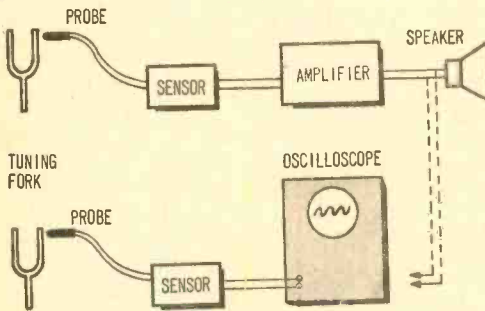 PROBE
SPEAKER
SENSOR
AMPLIFIER
TUNING
FORK
OSCILLOSCOPE
PROBE
SENSOR